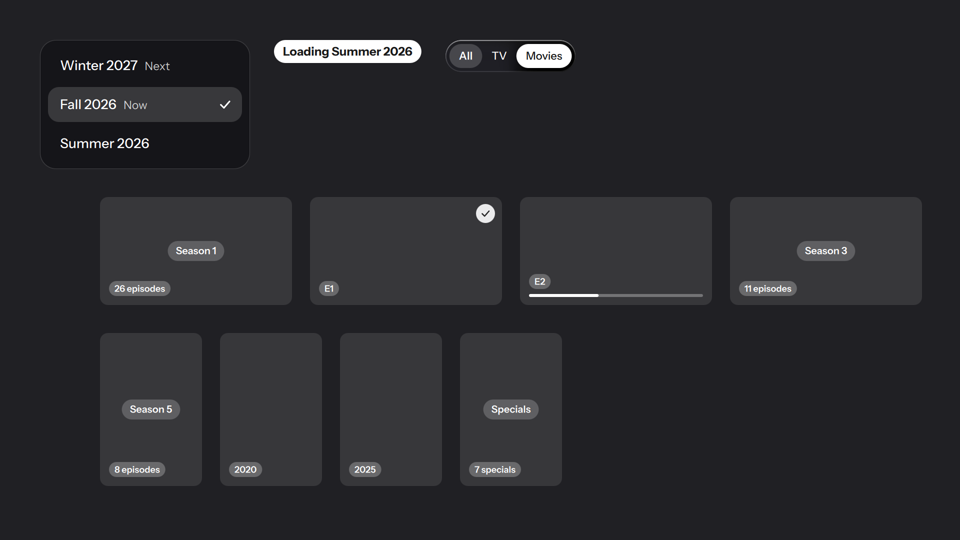 Winter 2027 Next
Fall 2026 Now
Summer 2026
Loading Summer 2026
All TV Movies
Season 1
26 episodes
E1
E2
Season 3
11 episodes
Season 5
8 episodes
2020
2025
Specials
7 specials